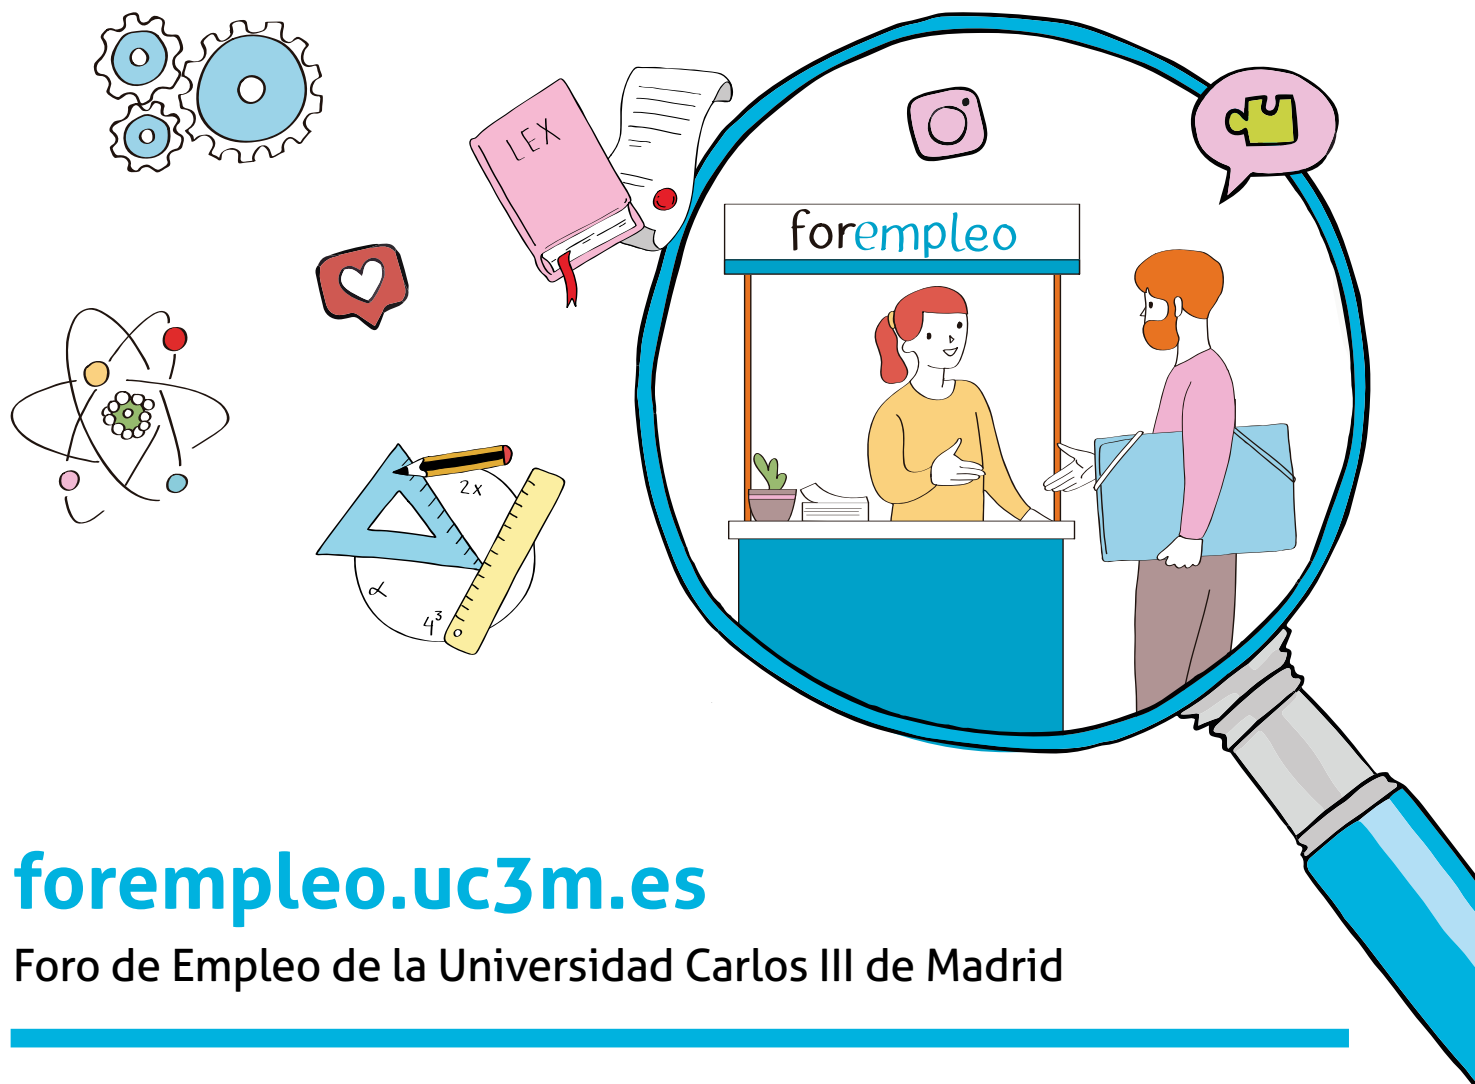 LEX
forempleo
2x
α
4³
forempleo.uc3m.es
Foro de Empleo de la Universidad Carlos III de Madrid